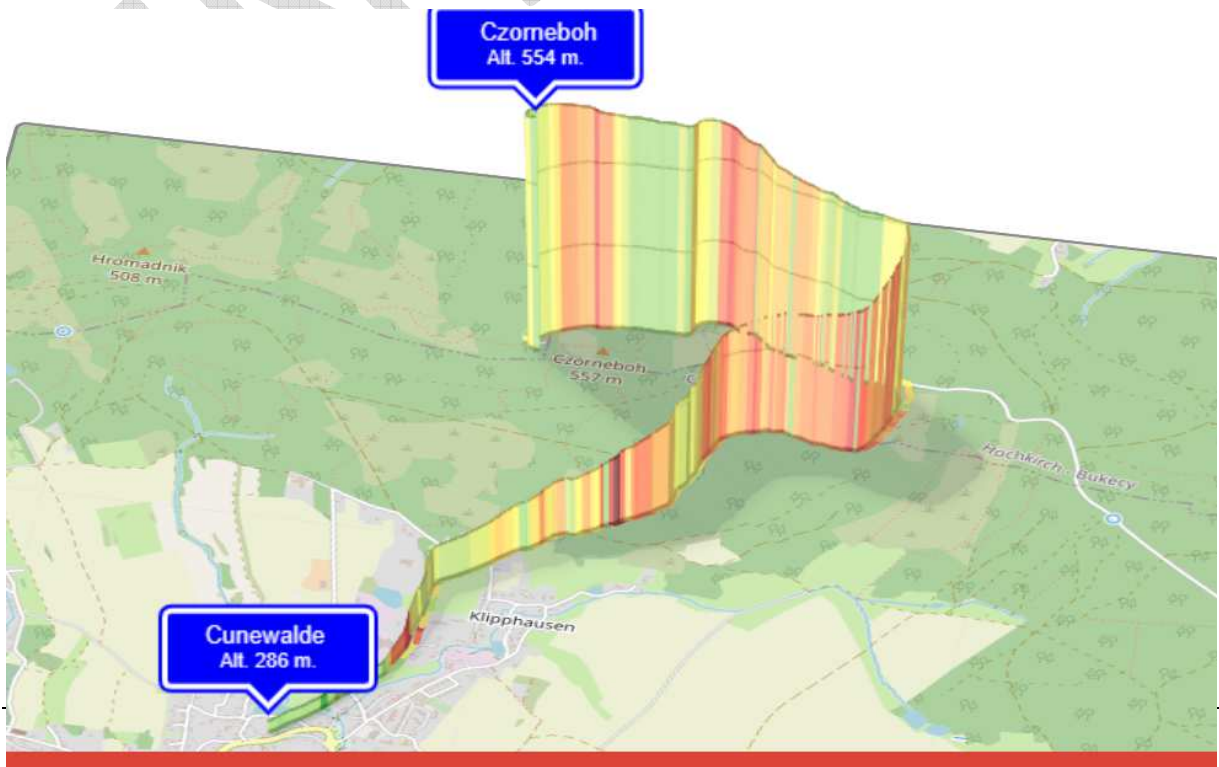 Czorneboh
Alt. 554 m.
Hromadnik
508 m
Czorneboh
557 m
C
Hochkirch - Bukecy
Klipphausen
Cunewalde
Alt. 286 m.